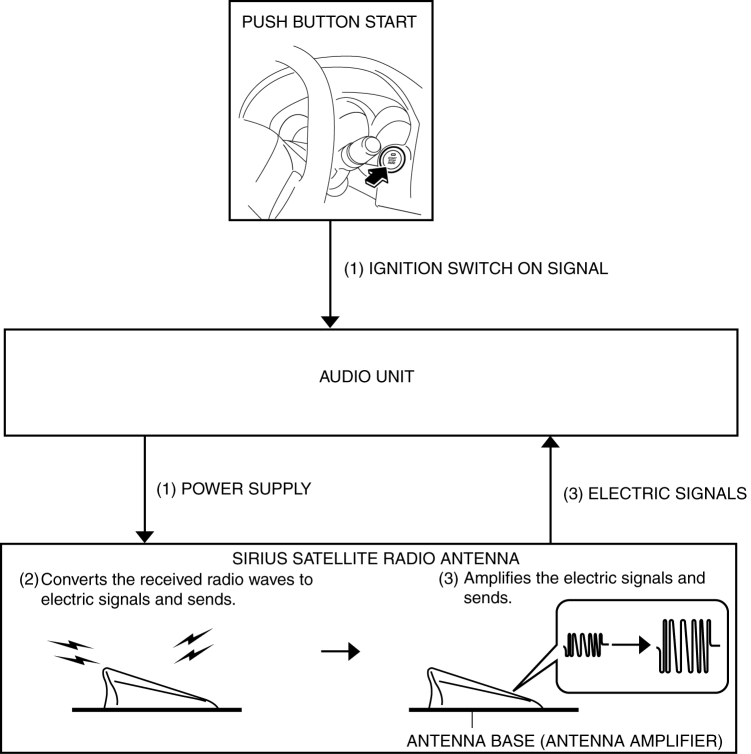 PUSH BUTTON START
(1) IGNITION SWITCH ON SIGNAL
AUDIO UNIT
(1) POWER SUPPLY
(3) ELECTRIC SIGNALS
SIRIUS SATELLITE RADIO ANTENNA
(2) Converts the received radio waves to
electric signals and sends.
(3) Amplifies the electric signals and
sends.
ANTENNA BASE (ANTENNA AMPLIFIER)